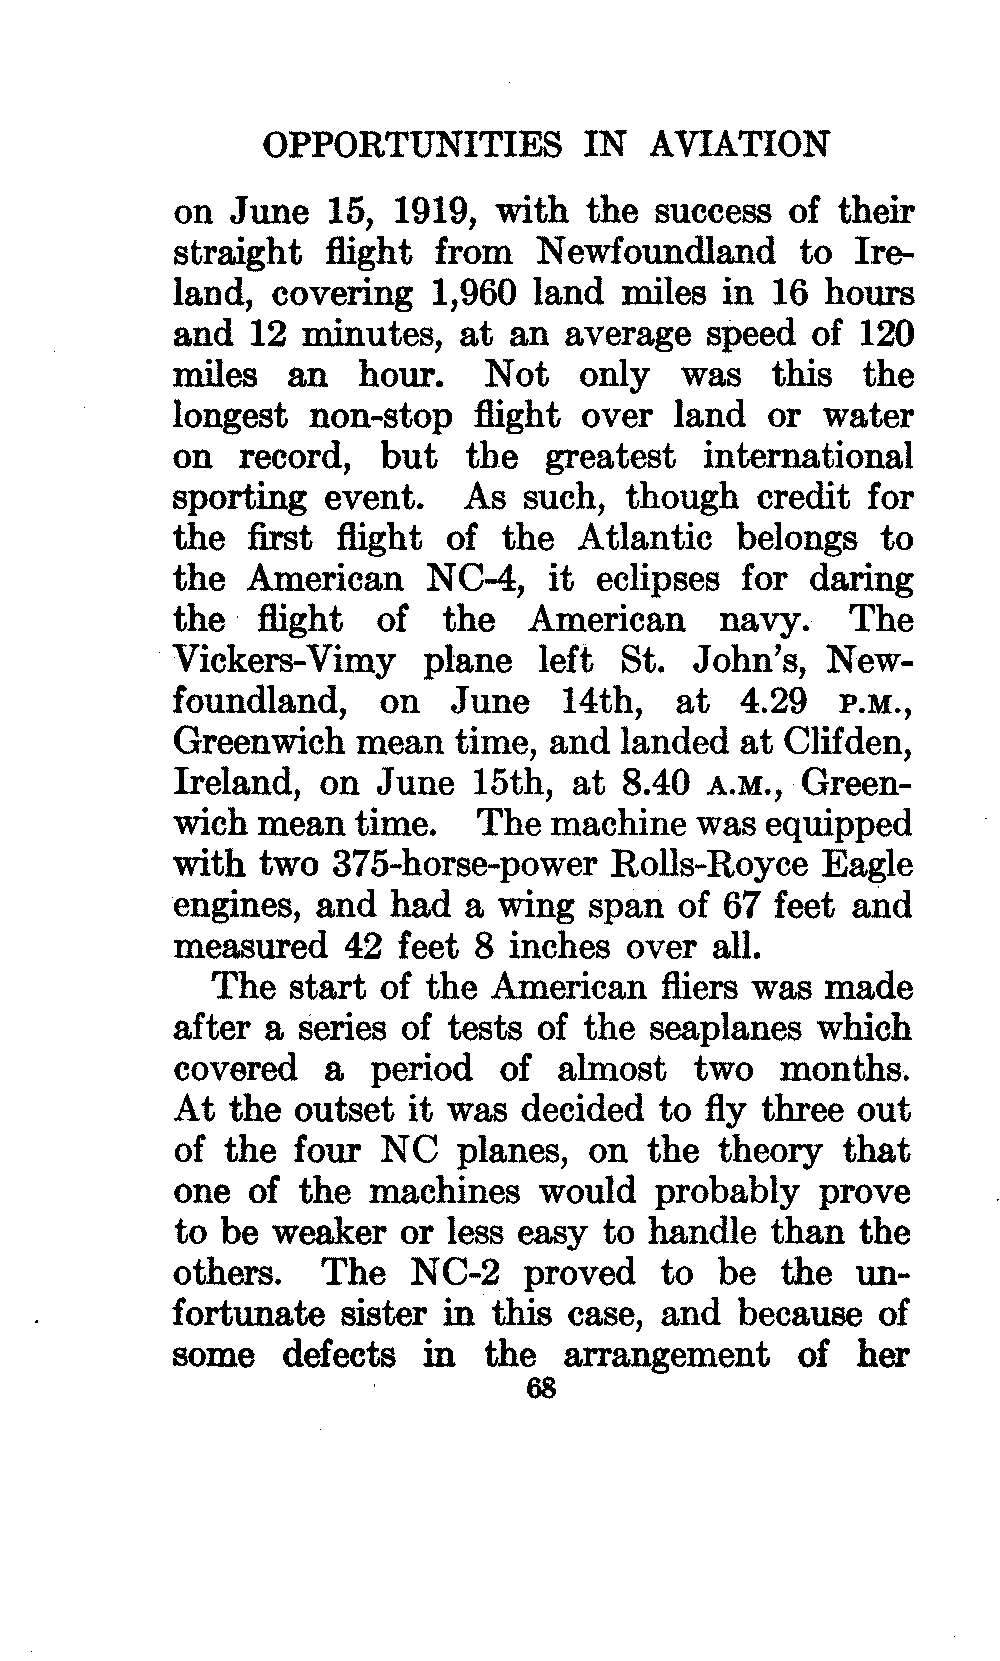 OPPORTUNITIES IN AVIATION
on June 15, 1919, with the success of their
straight flight from Newfoundland to Ire-
land, covering 1,960 land miles in 16 hours
and 12 minutes, at an average speed of 120
miles an hour. Not only was this the
longest non-stop flight over land or water
on record, but the greatest international
sporting event. As such, though credit for
the first flight of the Atlantic belongs to
the American NC-4, it eclipses for daring
the flight of the American navy. The
Vickers-Vimy plane left St. John's, New-
foundland, on June 14th, at 4.29 P.M.,
Greenwich mean time, and landed at Clifden,
Ireland, on June 15th, at 8.40 A.M., Green-
wich mean time. The machine was equipped
with two 375-horse-power Rolls-Royce Eagle
engines, and had a wing span of 67 feet and
measured 42 feet 8 inches over all.
The start of the American fliers was made
after a series of tests of the seaplanes which
covered a period of almost two months.
At the outset it was decided to fly three out
of the four NC planes, on the theory that
one of the machines would probably prove
to be weaker or less easy to handle than the
others. The NC-2 proved to be the un-
fortunate sister in this case, and because of
some defects in the arrangement of her
68